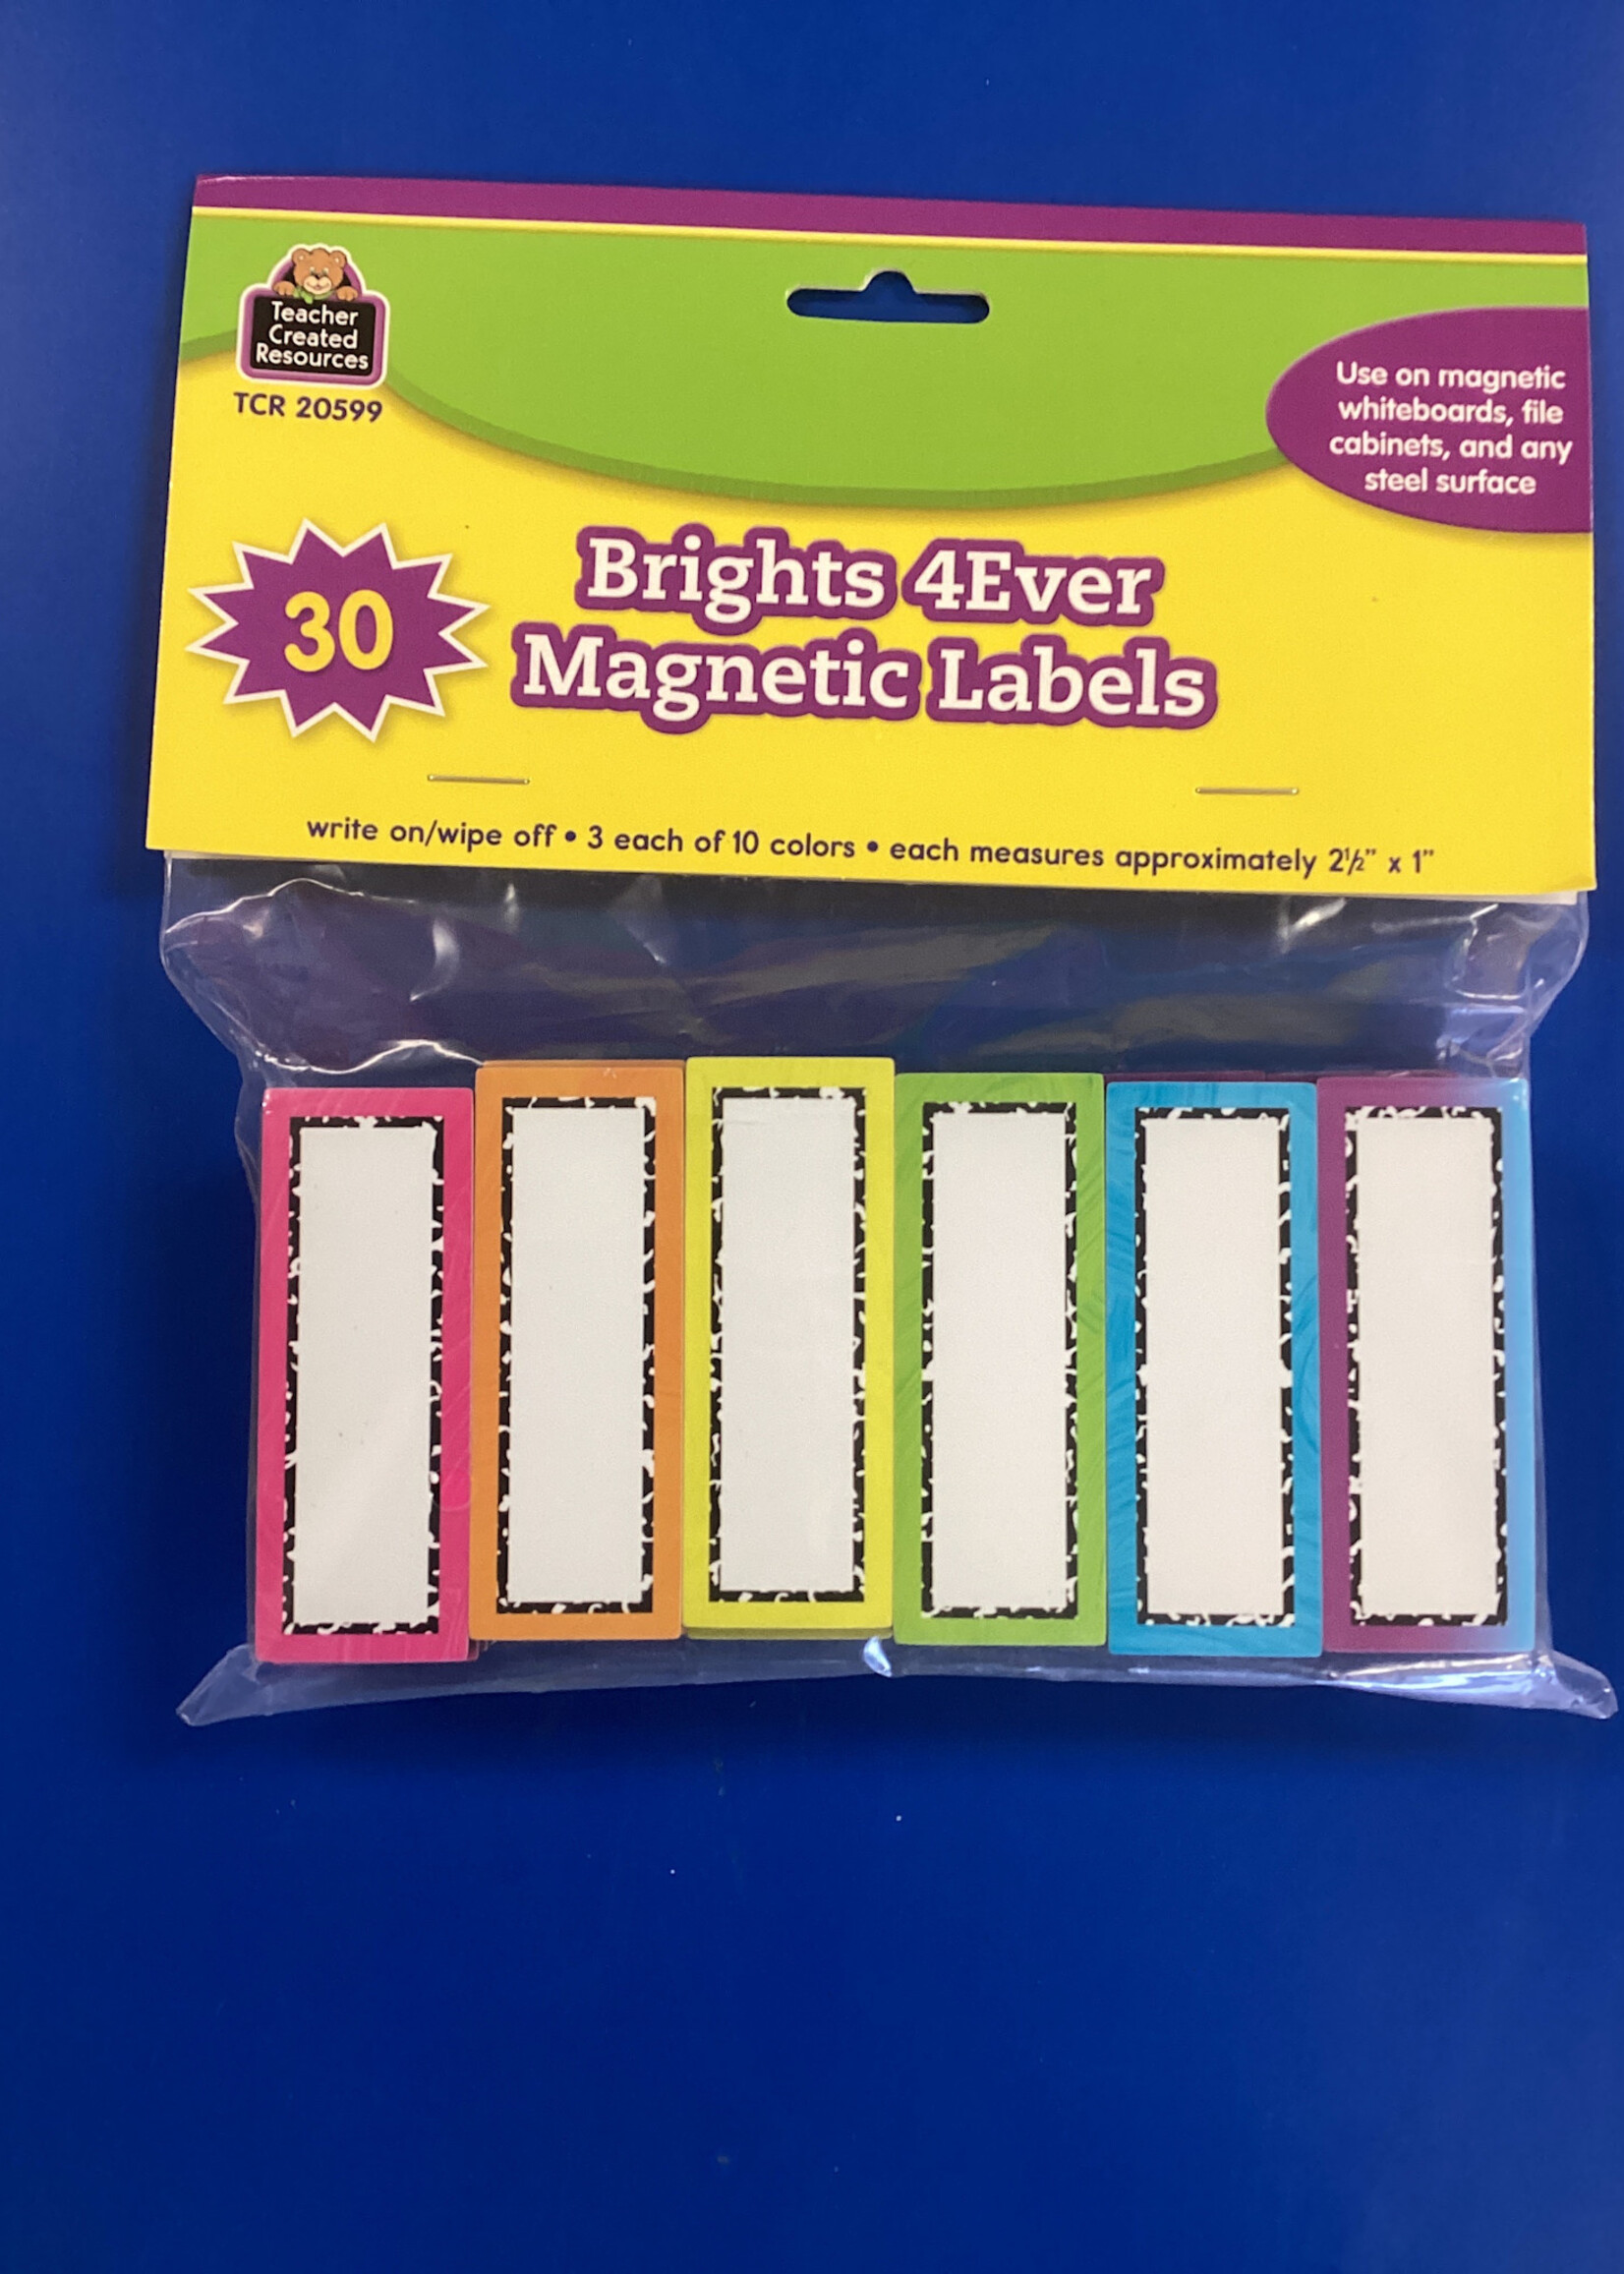 Teacher
Created
Resources
TCR 20599
Use on magnetic
whiteboards, file
cabinets, and any
steel surface
30
Brights 4Ever
Magnetic Labels
write on/wipe off • 3 each of 10 colors • each measures approximately 2½" x 1"